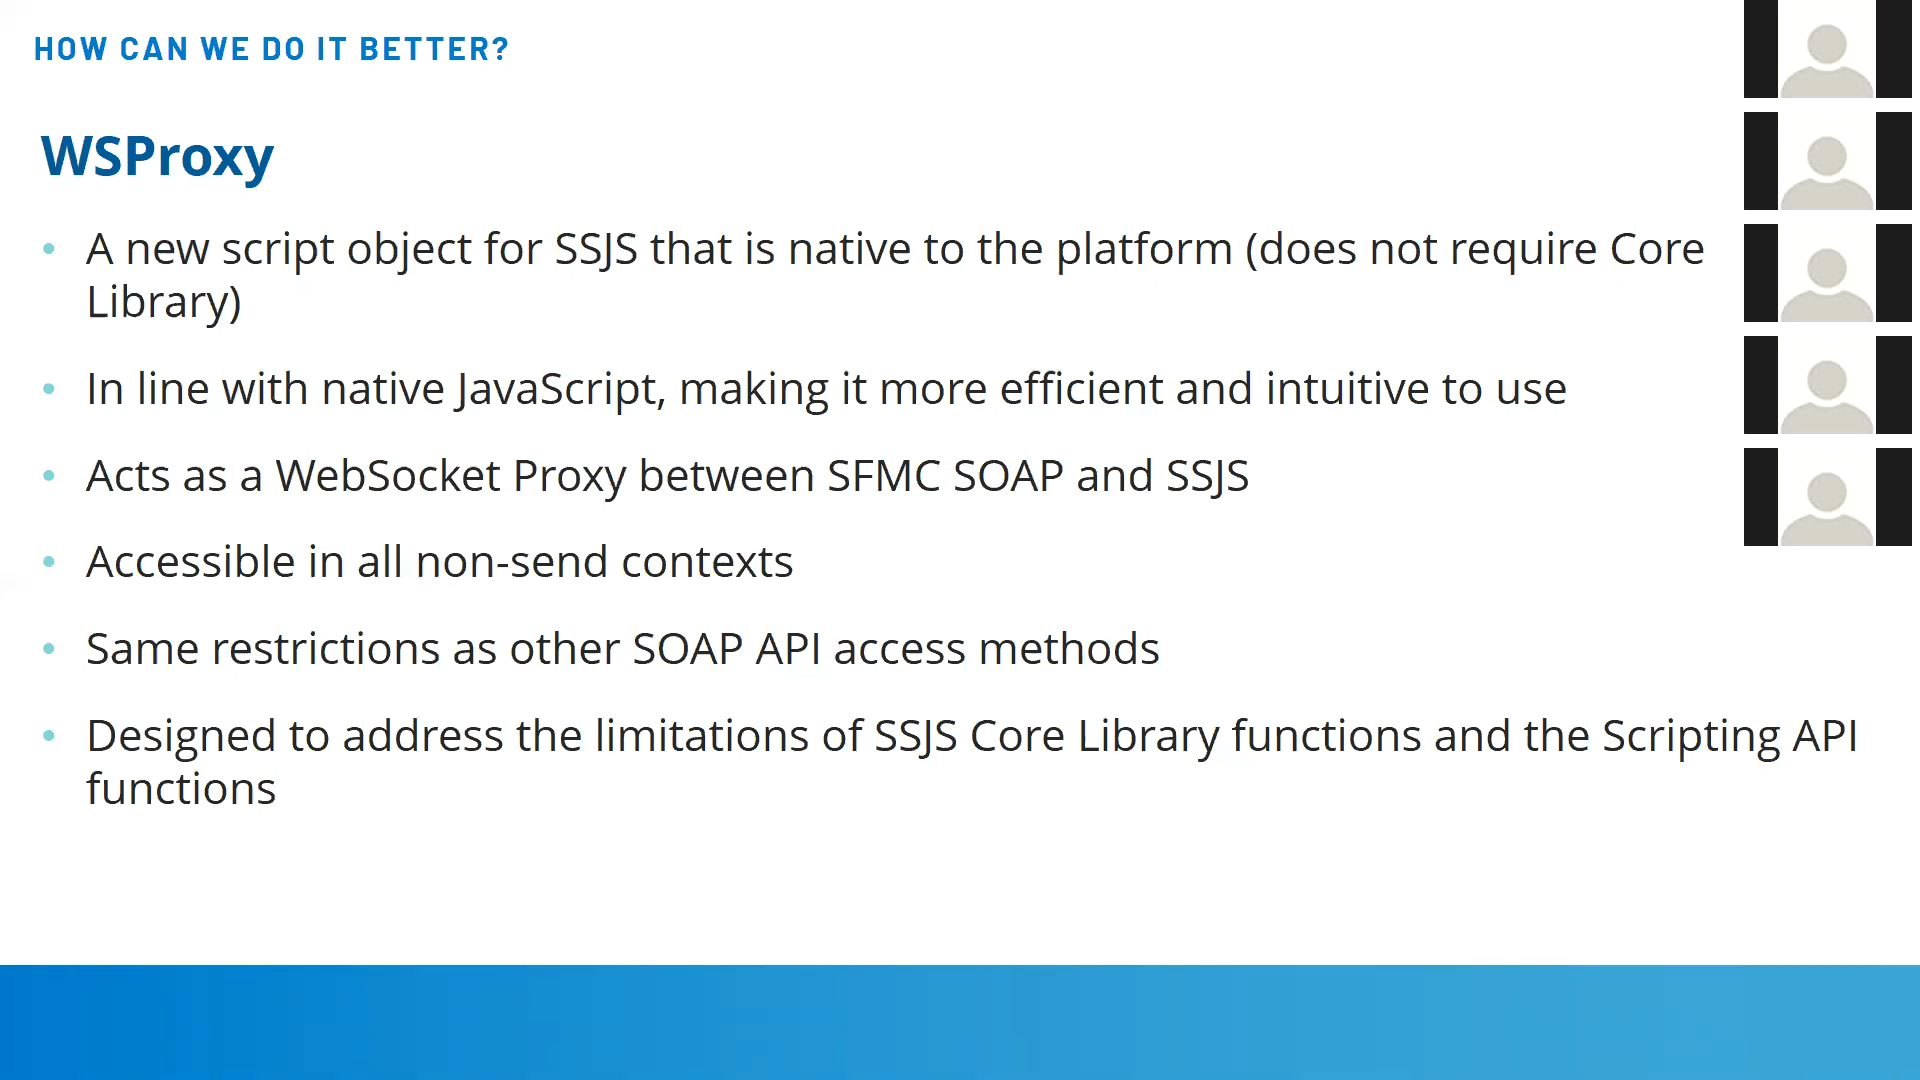 HOW CAN WE DO IT BETTER?
WSProxy
• A new script object for SSJS that is native to the platform (does not require Core
Library)
• In line with native JavaScript, making it more efficient and intuitive to use
• Acts as a WebSocket Proxy between SFMC SOAP and SSJS
• Accessible in all non-send contexts
• Same restrictions as other SOAP API access methods
• Designed to address the limitations of SSJS Core Library functions and the Scripting API
functions